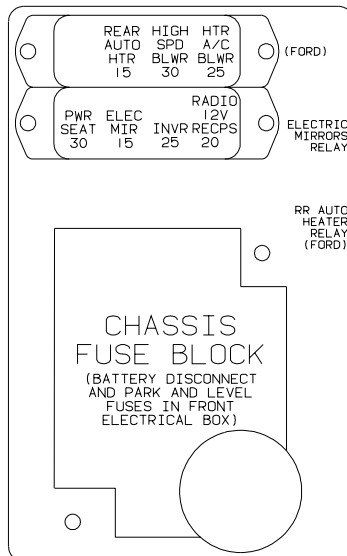 REAR HIGH HTR
AUTO SPD A/C
HTR BLWR BLWR
15 30 25
(FORD)
RADIO
PWR ELEC 12V
SEAT MIR INVR RECPS
30 15 25 20
ELECTRIC
MIRRORS
RELAY
RR AUTO
HEATER
RELAY
(FORD)
CHASSIS
FUSE BLOCK
(BATTERY DISCONNECT
AND PARK AND LEVEL
FUSES IN FRONT
ELECTRICAL BOX)